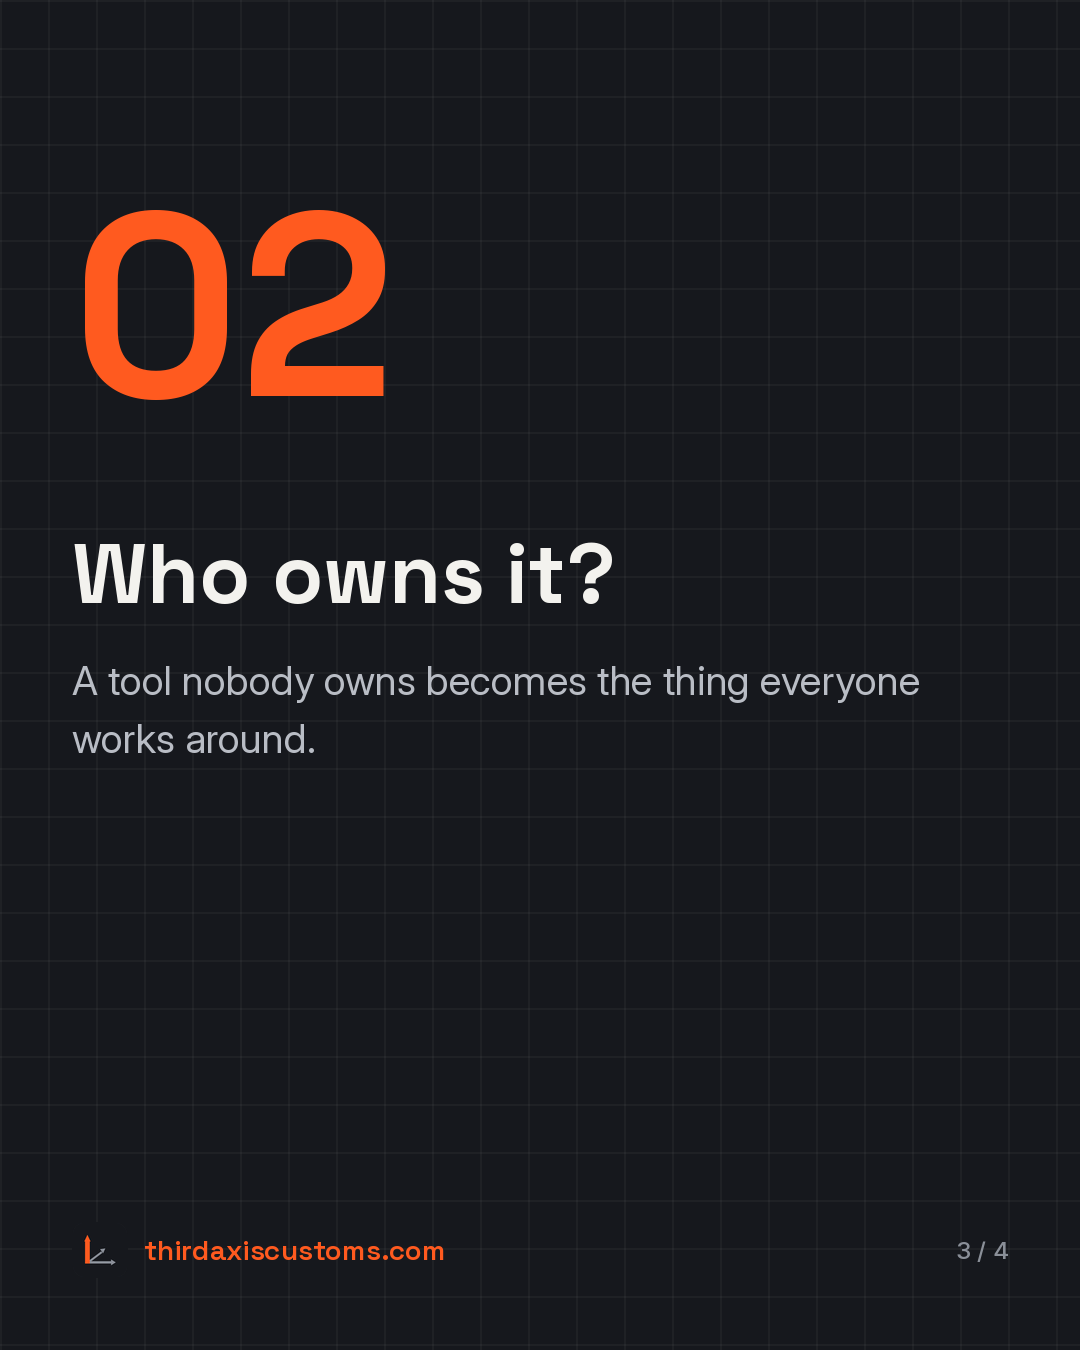 02
Who owns it?
A tool nobody owns becomes the thing everyone
works around.
thirdaxiscustoms.com
3 / 4